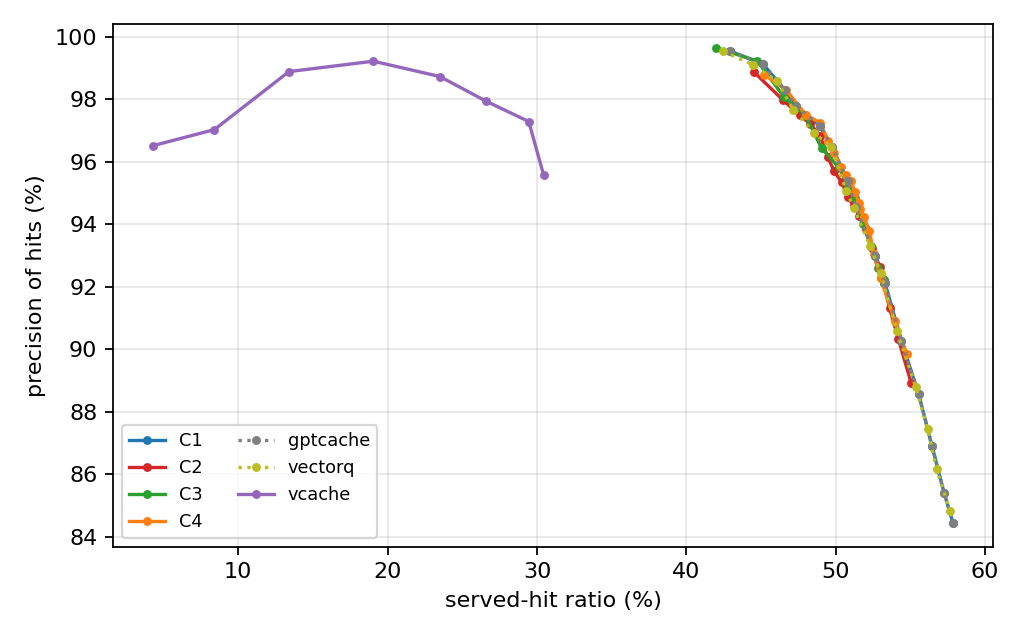 100
98
96
94
92
90
88
86
84
precision of hits (%)
C1
C2
C3
C4
gptcache
vectorq
vcache
10
20
30
40
50
60
served-hit ratio (%)